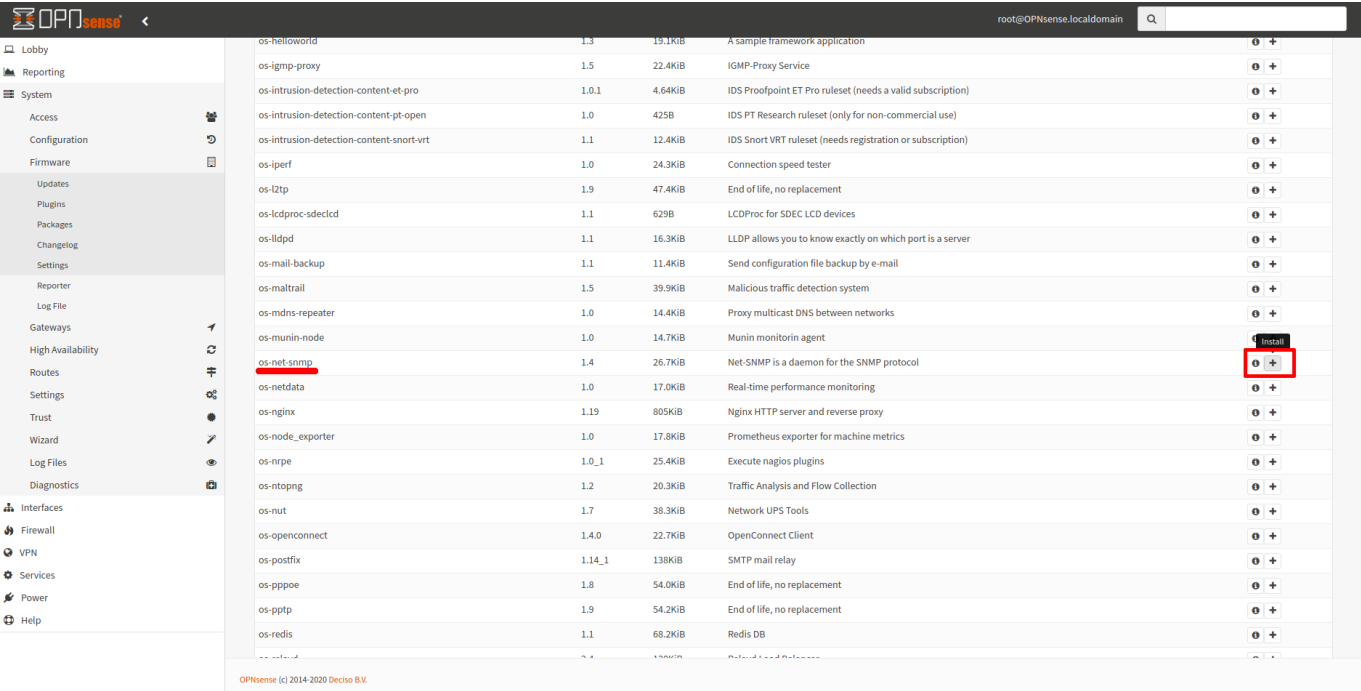 OPNsense
root@OPNsense.localdomain
Lobby
Reporting
System
Access
Configuration
Firmware
Updates
Plugins
Packages
Changelog
Settings
Reporter
Log File
Gateways
High Availability
Routes
Settings
Trust
Wizard
Log Files
Diagnostics
Interfaces
Firewall
VPN
Services
Power
Help
os-helloworld 1.3 19.1KiB A sample framework application
os-igmp-proxy 1.5 22.4KiB IGMP-Proxy Service
os-intrusion-detection-content-et-pro 1.0.1 4.64KiB IDS Proofpoint ET Pro ruleset (needs a valid subscription)
os-intrusion-detection-content-pt-open 1.0 425B IDS PT Research ruleset (only for non-commercial use)
os-intrusion-detection-content-snort-vrt 1.1 12.4KiB IDS Snort VRT ruleset (needs registration or subscription)
os-iperf 1.0 24.3KiB Connection speed tester
os-l2tp 1.9 47.4KiB End of life, no replacement
os-lcdproc-sdeclcd 1.1 629B LCDProc for SDEC LCD devices
os-lldpd 1.1 16.3KiB LLDP allows you to know exactly on which port is a server
os-mail-backup 1.1 11.4KiB Send configuration file backup by e-mail
os-maltrail 1.5 39.9KiB Malicious traffic detection system
os-mdns-repeater 1.0 14.4KiB Proxy multicast DNS between networks
os-munin-node 1.0 14.7KiB Munin monitorin agent
Install
os-net-snmp 1.4 26.7KiB Net-SNMP is a daemon for the SNMP protocol
os-netdata 1.0 17.0KiB Real-time performance monitoring
os-nginx 1.19 805KiB Nginx HTTP server and reverse proxy
os-node_exporter 1.0 17.8KiB Prometheus exporter for machine metrics
os-nrpe 1.0_1 25.4KiB Execute nagios plugins
os-ntopng 1.2 20.3KiB Traffic Analysis and Flow Collection
os-nut 1.7 38.3KiB Network UPS Tools
os-openconnect 1.4.0 22.7KiB OpenConnect Client
os-postfix 1.14_1 138KiB SMTP mail relay
os-pppoe 1.8 54.0KiB End of life, no replacement
os-pptp 1.9 54.2KiB End of life, no replacement
os-redis 1.1 68.2KiB Redis DB
OPNsense (c) 2014-2020 Deciso B.V.